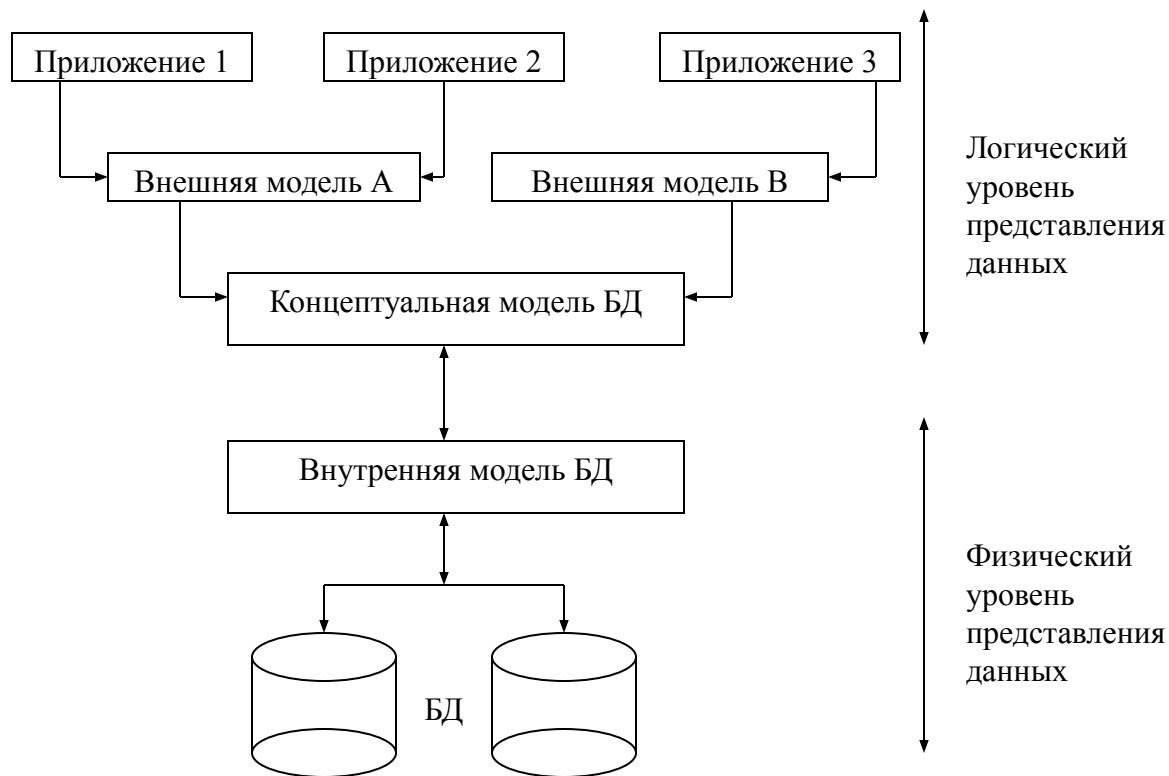 Приложение 1
Приложение 2
Приложение 3
Внешняя модель А
Внешняя модель В
Логический
уровень
представления
данных
Концептуальная модель БД
Внутренняя модель БД
Физический
уровень
представления
данных
БД